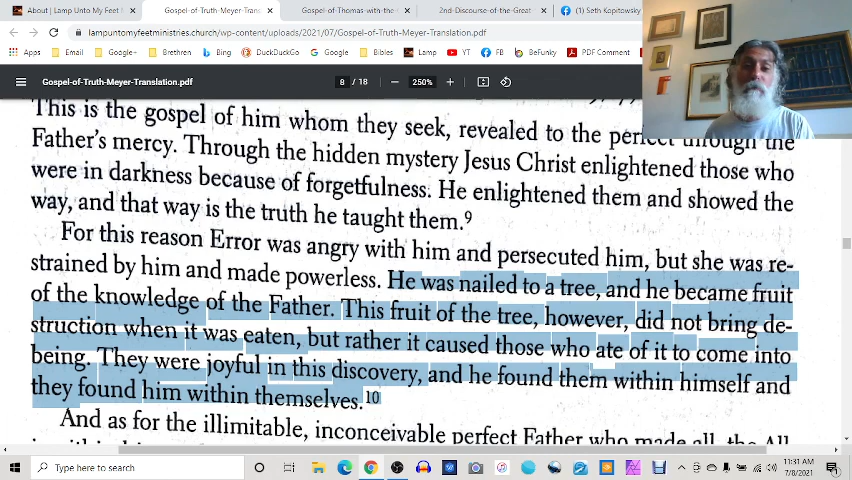 About | Lamp Unto My Feet
Gospel-of-Truth-Meyer-Trans
Gospel-of-Thomas-with-the
2nd-Discourse-of-the-Great
(2) Seth Kopitowsky
lampuntomyfeetministries.church/wp-content/uploads/2021/07/Gospel-of-Truth-Meyer-Translation.pdf
Apps
Email
Google+
Brethren
Bing
DuckDuckGo
Google
Bibles
Lamp
YT
FB
BeFunky
PDF Comment
Gospel-of-Truth-Meyer-Translation.pdf
8 / 18
250%
This is the gospel of him whom they seek, revealed to the perfect through the
Father's mercy. Through the hidden mystery Jesus Christ enlightened those who
were in darkness because of forgetfulness. He enlightened them and showed the
way, and that way is the truth he taught them.9
For this reason Error was angry with him and persecuted him, but she was re-
strained by him and made powerless. He was nailed to a tree, and he became fruit
of the knowledge of the Father. This fruit of the tree, however, did not bring de-
struction when it was eaten, but rather it caused those who ate of it to come into
being. They were joyful in this discovery, and he found them within himself and
they found him within themselves.10
And as for the illimitable, inconceivable perfect Father who made all, the All
Type here to search
11:31 AM
7/8/2021